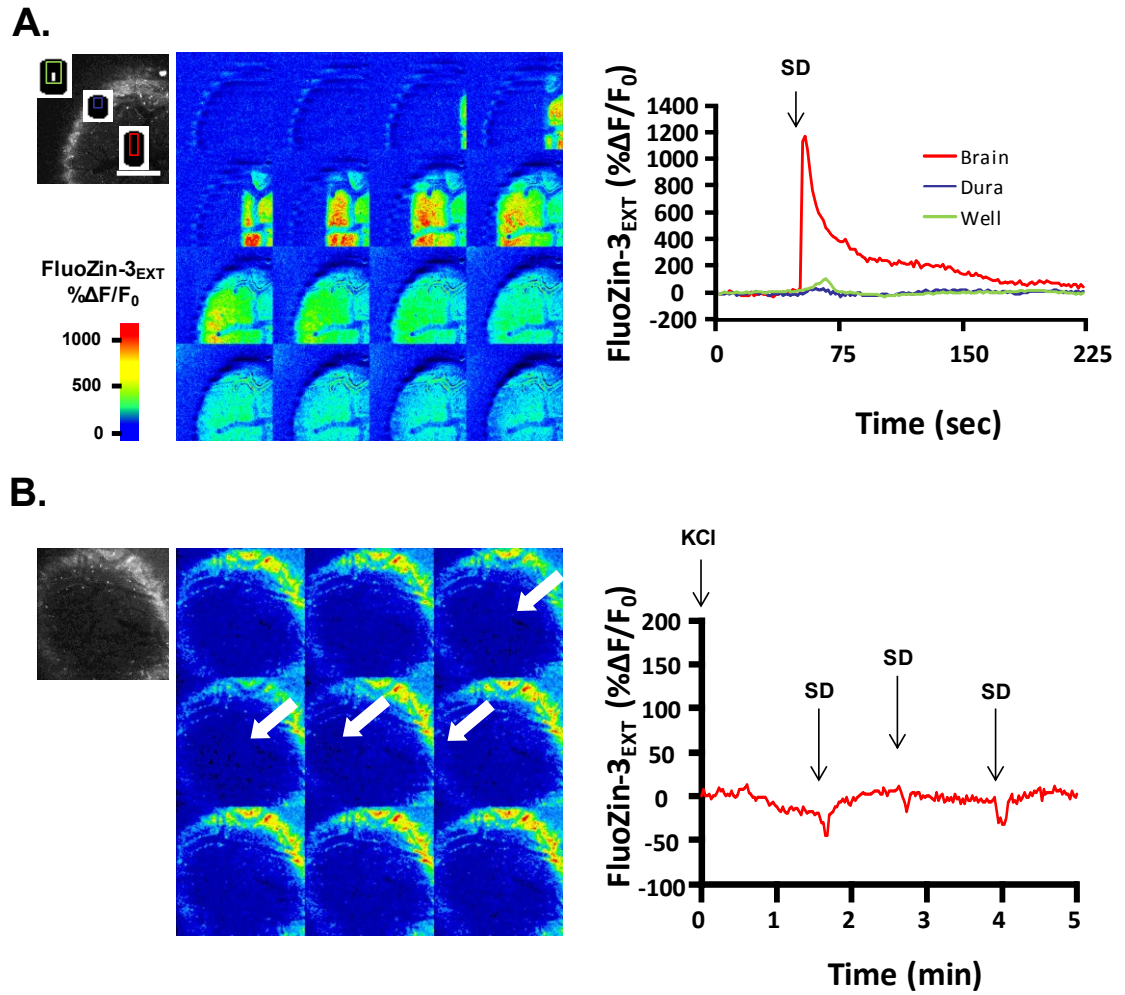 A.
FluoZin-3EXT
%ΔF/F0
1000
500
0
SD
FluoZin-3EXT (%ΔF/F0)
1400
1200
1000
800
600
400
200
0
-200
Brain
Dura
Well
0 75 150 225
Time (sec)
B.
KCl
FluoZin-3EXT (%ΔF/F0)
200
150
100
50
0
-50
-100
SD
SD
SD
0 1 2 3 4 5
Time (min)